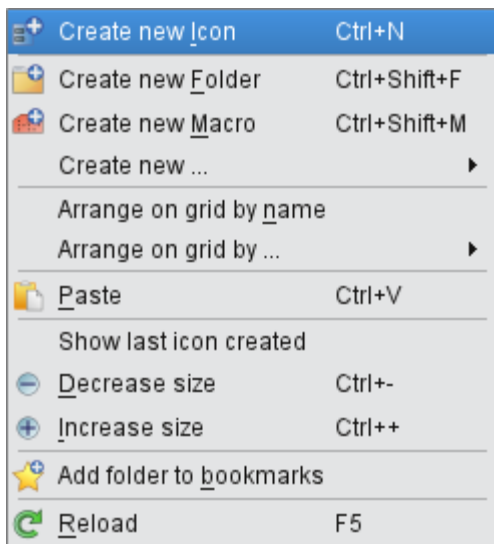 Create new Icon Ctrl+N
Create new Folder Ctrl+Shift+F
Create new Macro Ctrl+Shift+M
Create new ...
Arrange on grid by name
Arrange on grid by ...
Paste Ctrl+V
Show last icon created
Decrease size Ctrl+-
Increase size Ctrl++
Add folder to bookmarks
Reload F5